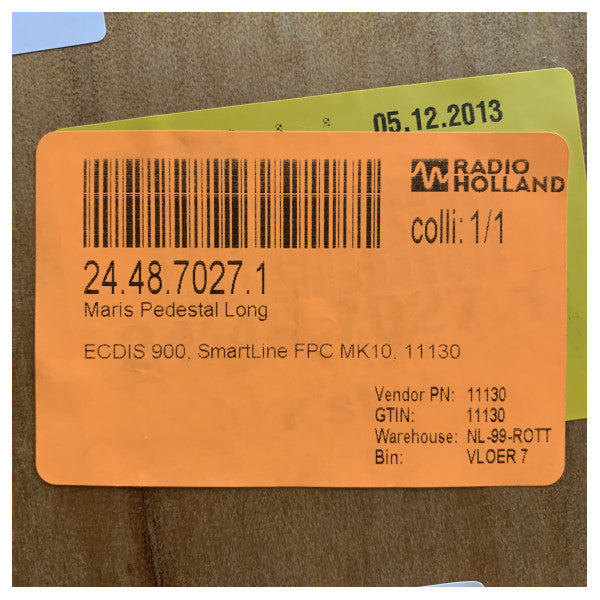 05.12.2013
RADIO
HOLLAND
colli: 1/1
24.48.7027.1
Maris Pedestal Long
ECDIS 900, SmartLine FPC MK10, 11130
Vendor PN: 11130
GTIN: 11130
Warehouse: NL-99-ROTT
Bin: VLOER 7